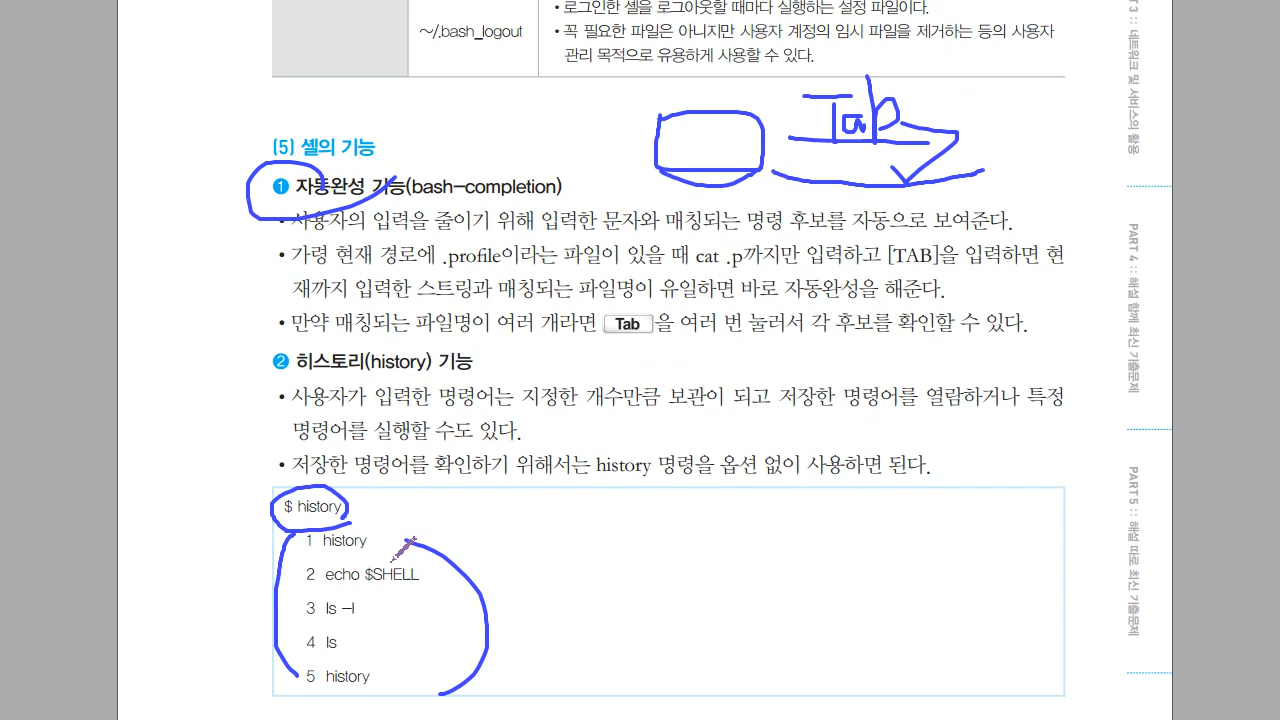 • 로그인한 셸을 로그아웃할 때마다 실행하는 설정 파일이다.
~/.bash_logout
• 꼭 필요한 파일은 아니지만 사용자 계정의 임시 파일을 제거하는 등의 사용자
관리 목적으로 유용하게 사용할 수 있다.
Tab
(5) 셸의 기능
❶ 자동완성 기능(bash-completion)
• 사용자의 입력을 줄이기 위해 입력한 문자와 매칭되는 명령 후보를 자동으로 보여준다.
• 가령 현재 경로에 .profile이라는 파일이 있을 때 cat .p까지만 입력하고 [TAB]을 입력하면 현
재까지 입력한 스트링과 매칭되는 파일명이 유일하면 바로 자동완성을 해준다.
• 만약 매칭되는 파일명이 여러 개라면 Tab 을 여러 번 눌러서 각 후보를 확인할 수 있다.
❷ 히스토리(history) 기능
• 사용자가 입력한 명령어는 지정한 개수만큼 보관이 되고 저장한 명령어를 열람하거나 특정
명령어를 실행할 수도 있다.
• 저장한 명령어를 확인하기 위해서는 history 명령을 옵션 없이 사용하면 된다.
$ history
1 history
2 echo $SHELL
3 ls -l
4 ls
5 history
PART 3 :: 네트워크 및 서비스의 활용
PART 4 :: 해설 함께 최신 기출문제
PART 5 :: 해설 따로 최신 기출문제